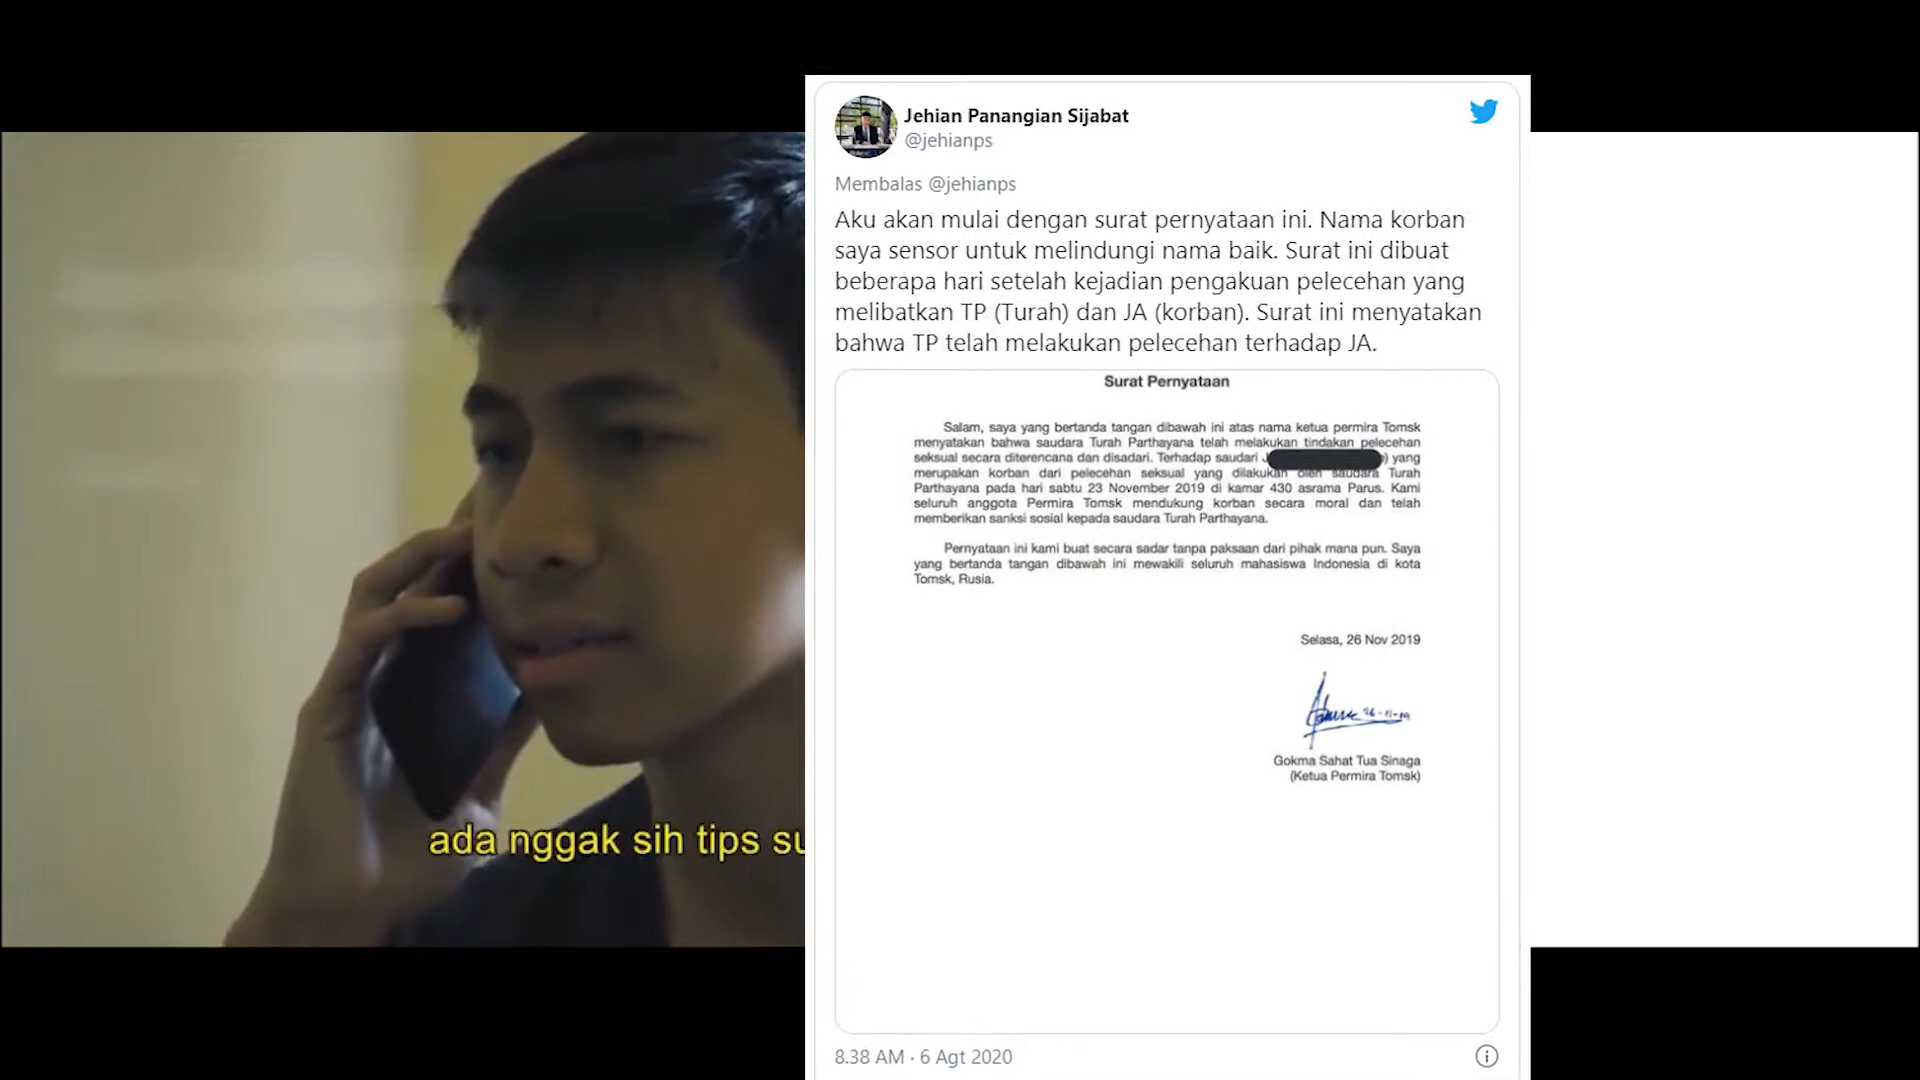 Jehian Panangian Sijabat
@jehianps
Membalas @jehianps
Aku akan mulai dengan surat pernyataan ini. Nama korban
saya sensor untuk melindungi nama baik. Surat ini dibuat
beberapa hari setelah kejadian pengakuan pelecehan yang
melibatkan TP (Turah) dan JA (korban). Surat ini menyatakan
bahwa TP telah melakukan pelecehan terhadap JA.
Surat Pernyataan
Salam, saya yang bertanda tangan dibawah ini atas nama ketua permira Tomsk
menyatakan bahwa saudara Turah Parthayana telah melakukan tindakan pelecehan
seksual secara diterencana dan disadari. Terhadap saudari J yang
merupakan korban dari pelecehan seksual yang dilakukan oleh saudara Turah
Parthayana pada hari sabtu 23 November 2019 di kamar 430 asrama Parus. Kami
seluruh anggota Permira Tomsk mendukung korban secara moral dan telah
memberikan sanksi sosial kepada saudara Turah Parthayana.
Pernyataan ini kami buat secara sadar tanpa paksaan dari pihak mana pun. Saya
yang bertanda tangan dibawah ini mewakili seluruh mahasiswa Indonesia di kota
Tomsk, Rusia.
Selasa, 26 Nov 2019
Gokma Sahat Tua Sinaga
(Ketua Permira Tomsk)
ada nggak sih tips su
8.38 AM · 6 Agt 2020